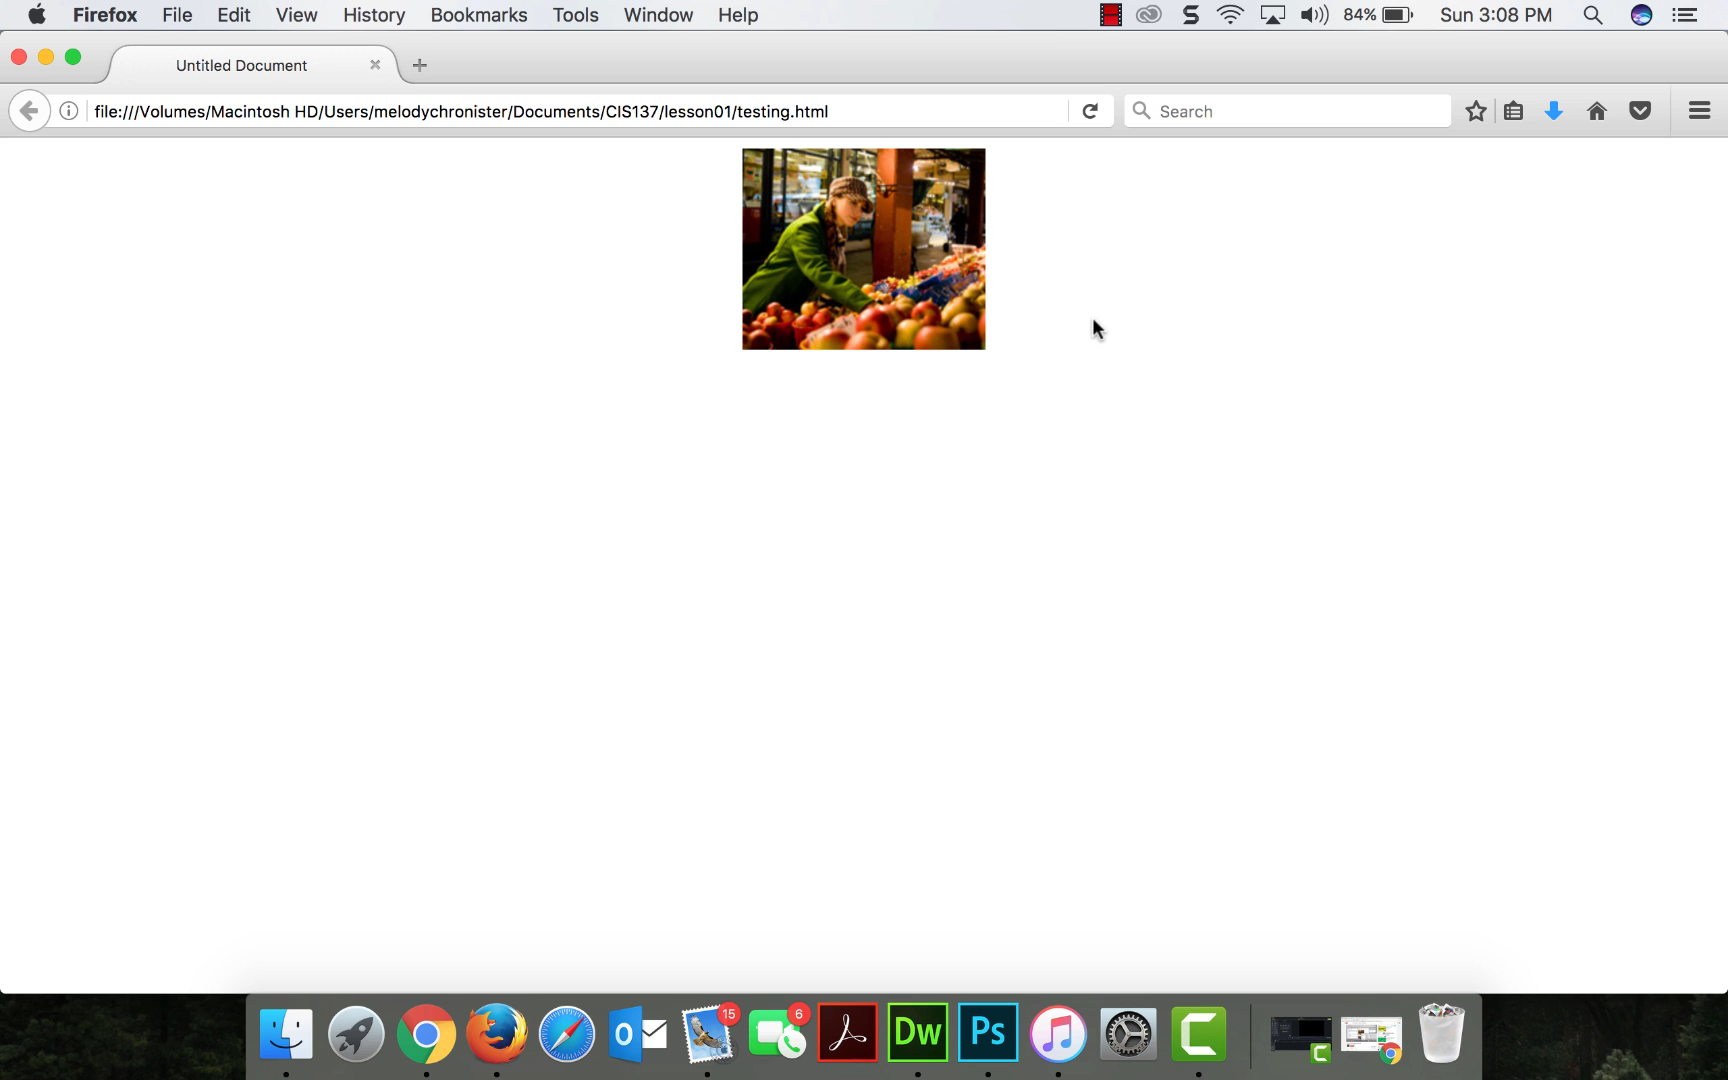 Firefox File Edit View History Bookmarks Tools Window Help S 84% Sun 3:08 PM
Untitled Document
file:///Volumes/Macintosh HD/Users/melodychronister/Documents/CIS137/lesson01/testing.html Search
15 6
Dw Ps